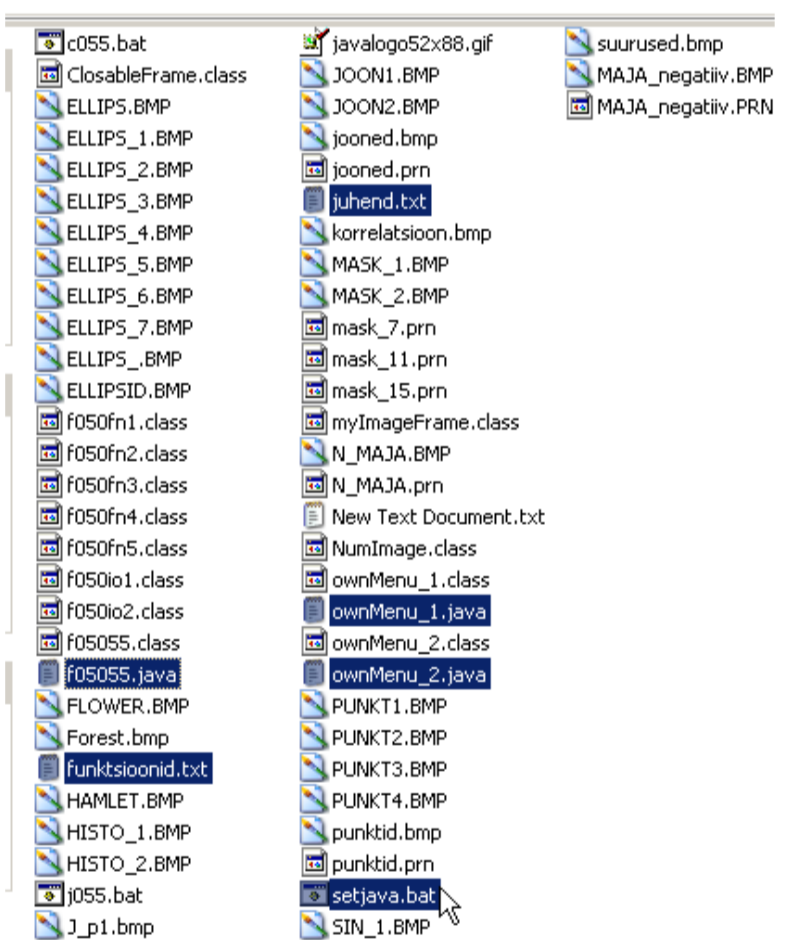 c055.bat
ClosableFrame.class
ELLIPS.BMP
ELLIPS_1.BMP
ELLIPS_2.BMP
ELLIPS_3.BMP
ELLIPS_4.BMP
ELLIPS_5.BMP
ELLIPS_6.BMP
ELLIPS_7.BMP
ELLIPS_.BMP
ELLIPSID.BMP
f050fn1.class
f050fn2.class
f050fn3.class
f050fn4.class
f050fn5.class
f050io1.class
f050io2.class
f05055.class
f05055.java
FLOWER.BMP
Forest.bmp
funktsioonid.txt
HAMLET.BMP
HISTO_1.BMP
HISTO_2.BMP
j055.bat
J_p1.bmp
javalogo52x88.gif
JOON1.BMP
JOON2.BMP
jooned.bmp
jooned.prn
juhend.txt
korrelatsioon.bmp
MASK_1.BMP
MASK_2.BMP
mask_7.prn
mask_11.prn
mask_15.prn
myImageFrame.class
N_MAJA.BMP
N_MAJA.prn
New Text Document.txt
NumImage.class
ownMenu_1.class
ownMenu_1.java
ownMenu_2.class
ownMenu_2.java
PUNKT1.BMP
PUNKT2.BMP
PUNKT3.BMP
PUNKT4.BMP
punktid.bmp
punktid.prn
setjava.bat
SIN_1.BMP
suurused.bmp
MAJA_negatiiv.BMP
MAJA_negatiiv.PRN